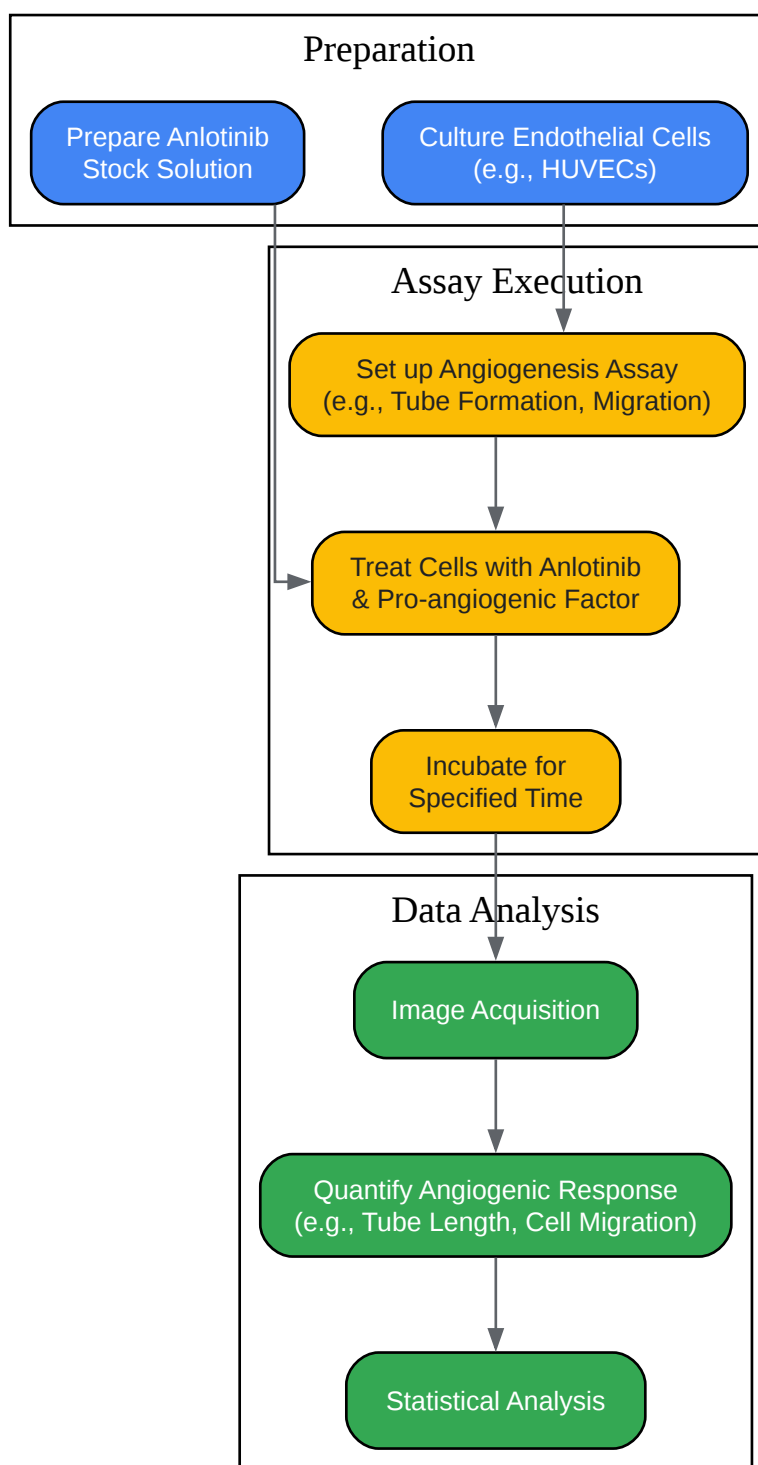 Preparation
Prepare Anlotinib
Stock Solution
Culture Endothelial Cells
(e.g., HUVECs)
Assay Execution
Set up Angiogenesis Assay
(e.g., Tube Formation, Migration)
Treat Cells with Anlotinib
& Pro-angiogenic Factor
Incubate for
Specified Time
Data Analysis
Image Acquisition
Quantify Angiogenic Response
(e.g., Tube Length, Cell Migration)
Statistical Analysis